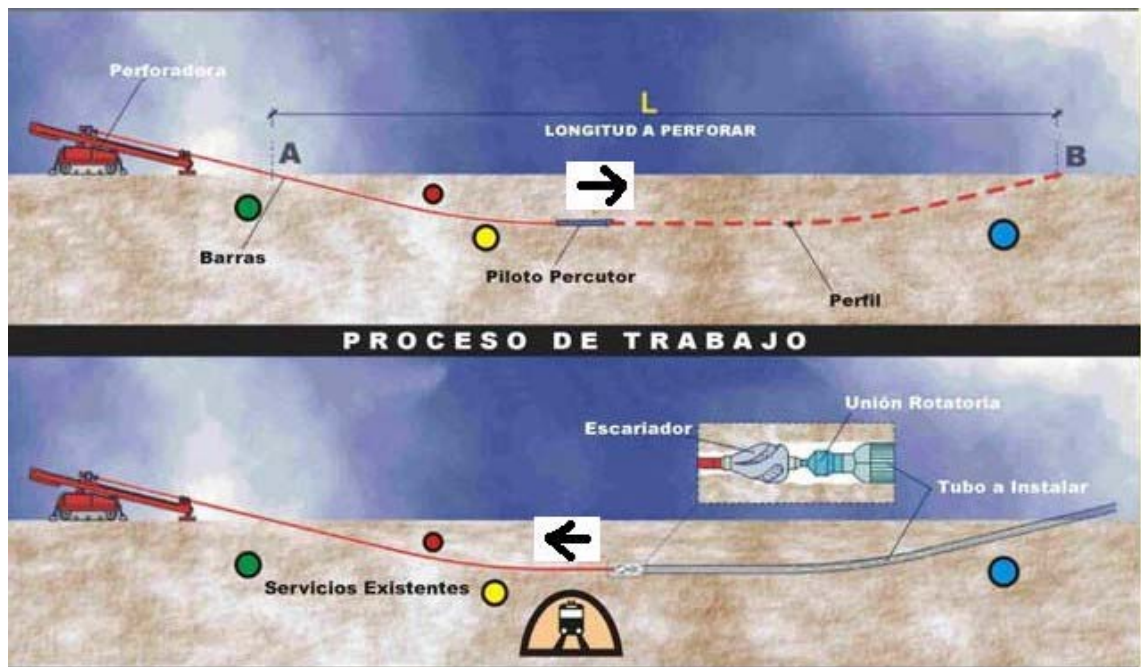 Perforadora
L
LONGITUD A PERFORAR
A
B
Barras
Piloto Percutor
Perfil
PROCESO DE TRABAJO
Unión Rotatoria
Escariador
Tubo a Instalar
Servicios Existentes